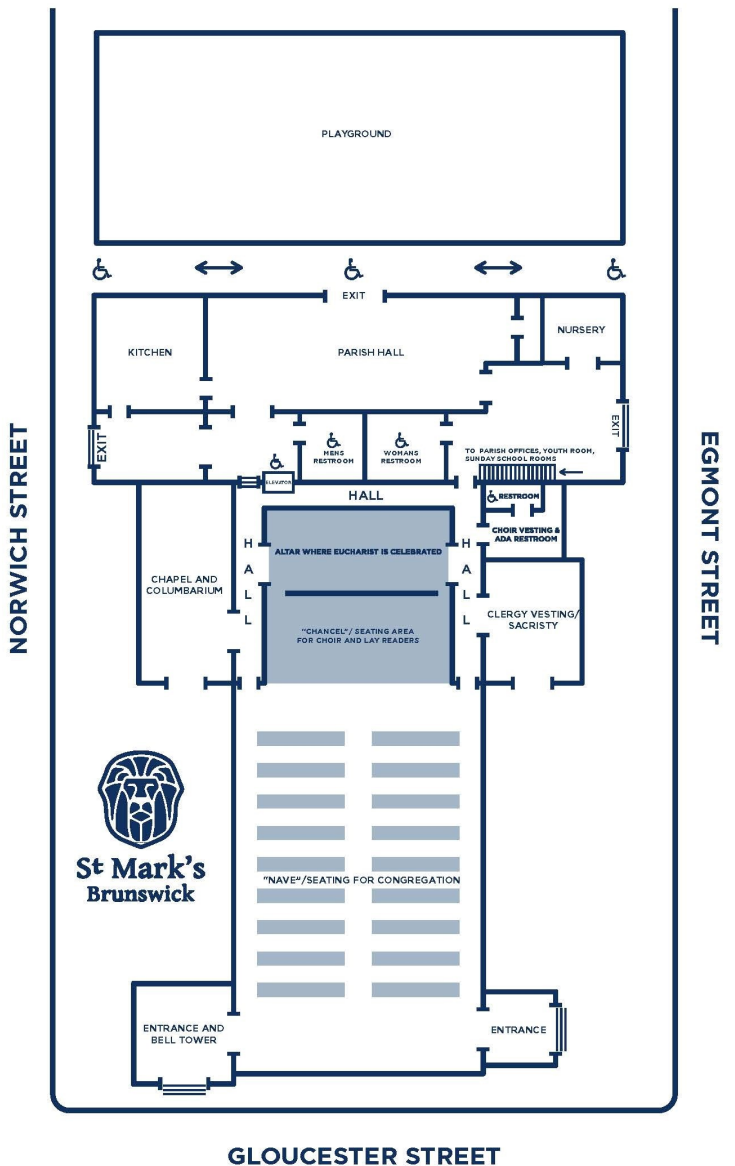 PLAYGROUND
EXIT
KITCHEN
PARISH HALL
NURSERY
EXIT
EXIT
MENS
RESTROOM
WOMANS
RESTROOM
TO PARISH OFFICES, YOUTH ROOM,
SUNDAY SCHOOL ROOMS
ELEVATOR
HALL
RESTROOM
CHOIR VESTING &
ADA RESTROOM
HALL
ALTAR WHERE EUCHARIST IS CELEBRATED
HALL
CHAPEL AND
COLUMBARIUM
"CHANCEL"/ SEATING AREA
FOR CHOIR AND LAY READERS
CLERGY VESTING/
SACRISTY
NORWICH STREET
EGMONT STREET
St Mark's
Brunswick
"NAVE"/SEATING FOR CONGREGATION
ENTRANCE AND
BELL TOWER
ENTRANCE
GLOUCESTER STREET